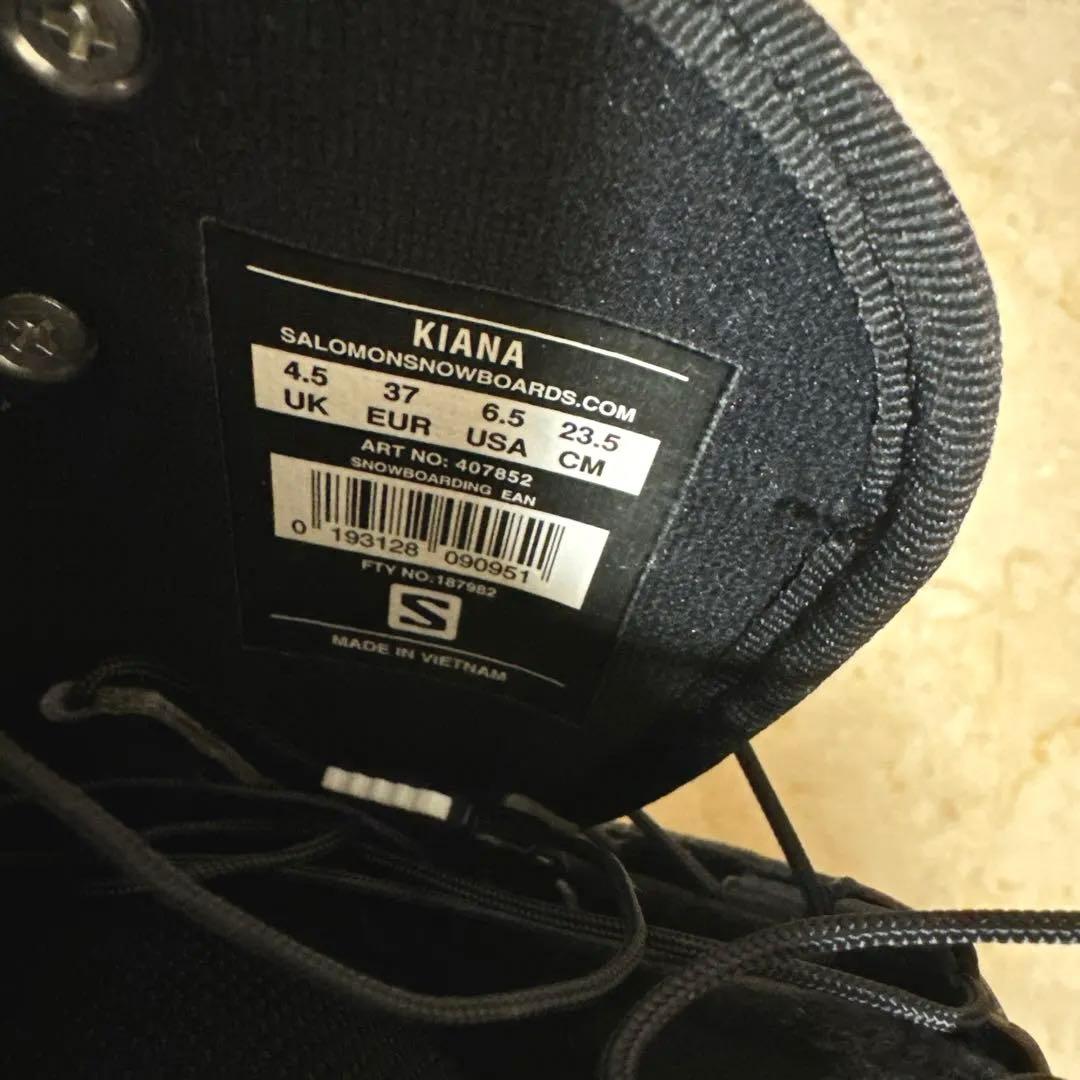 KIANA
SALOMONSNOWBOARDS.COM
4.5 37 6.5 23.5
UK EUR USA CM
ART NO: 407852
SNOWBOARDING EAN
0 193128 090951
FTY NO:187982
S
MADE IN VIETNAM